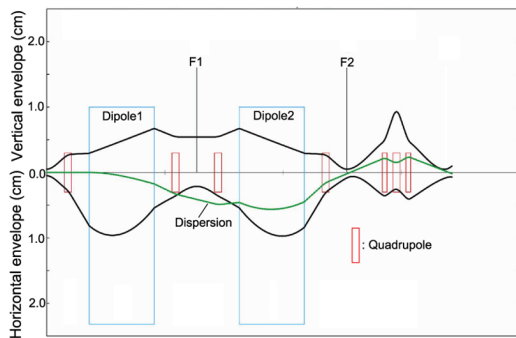 Vertical envelope (cm)
Horizontal envelope (cm)
2.0
1.0
0.0
1.0
2.0
F1
F2
Dipole1
Dipole2
Dispersion
: Quadrupole